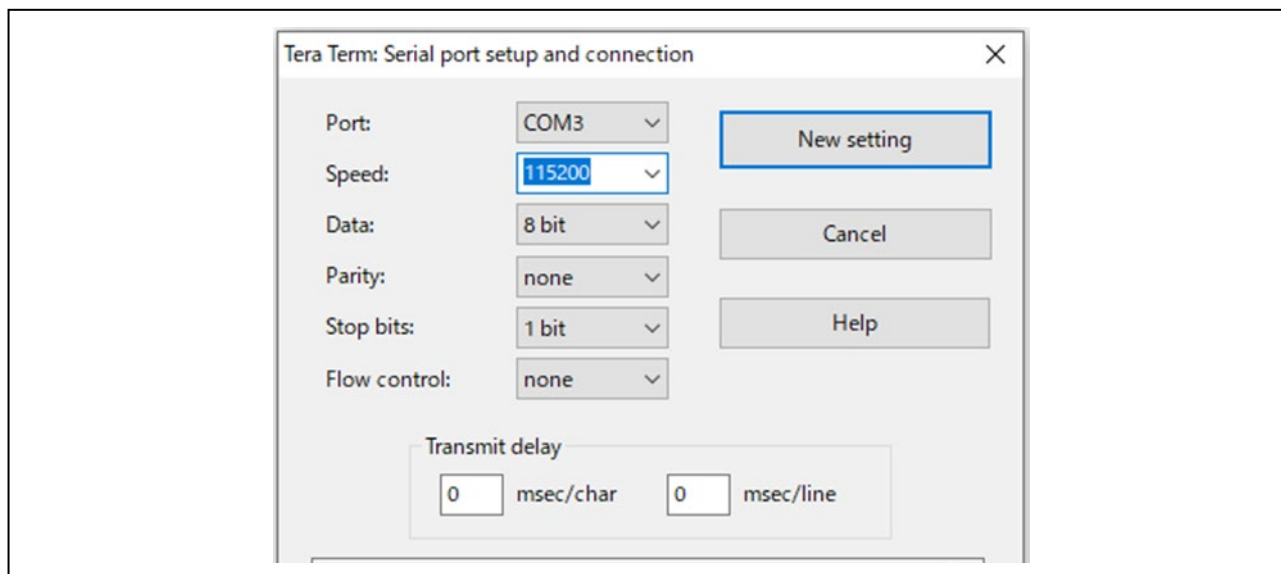 Tera Term: Serial port setup and connection
Port: COM3
New setting
Speed: 115200
Data: 8 bit
Cancel
Parity: none
Stop bits: 1 bit
Help
Flow control: none
Transmit delay
0 msec/char 0 msec/line